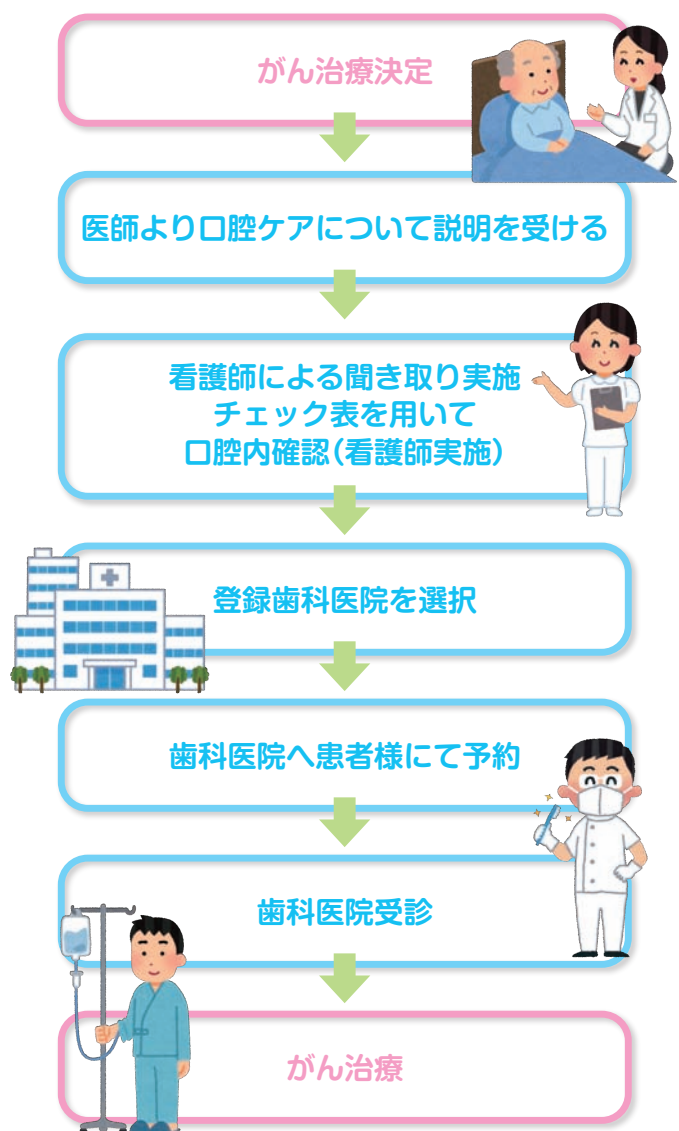 がん治療決定
医師より口腔ケアについて説明を受ける
看護師による聞き取り実施
チェック表を用いて
口腔内確認(看護師実施)
登録歯科医院を選択
歯科医院へ患者様にて予約
歯科医院受診
がん治療